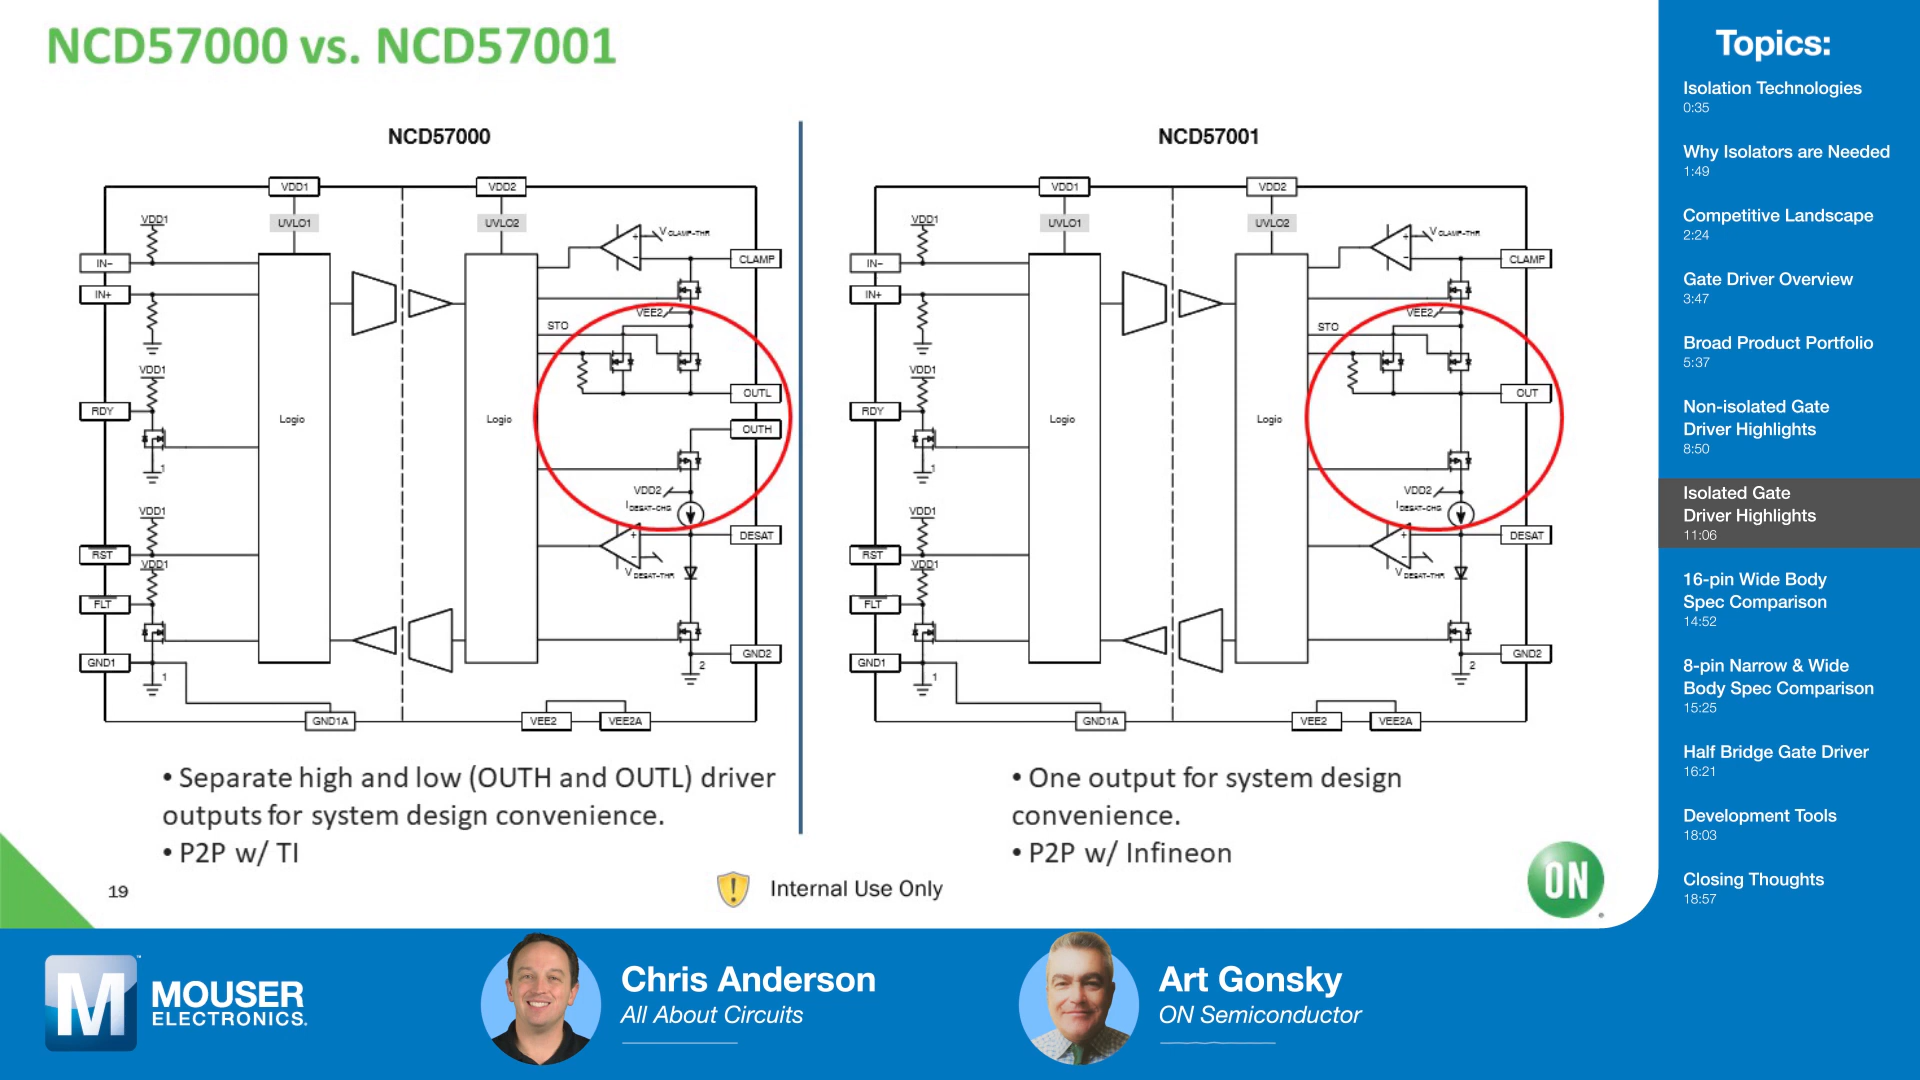 NCD57000 vs. NCD57001
NCD57000
VDD1
VDD2
UVLO1
UVLO2
VDD1
V CLAMP-THR
IN-
CLAMP
IN+
VEE2
STO
VDD1
OUTL
RDY
Logic
Logic
OUTH
1
VDD2
I DESAT-CHG
VDD1
DESAT
RST
VDD1
V DESAT-THR
FLT
GND1
GND2
1
2
GND1A
VEE2
VEE2A
• Separate high and low (OUTH and OUTL) driver
outputs for system design convenience.
• P2P w/ TI
NCD57001
VDD1
VDD2
UVLO1
UVLO2
VDD1
V CLAMP-THR
IN-
CLAMP
IN+
VEE2
STO
VDD1
OUT
RDY
Logic
Logic
1
VDD2
I DESAT-CHG
VDD1
DESAT
RST
VDD1
V DESAT-THR
FLT
GND1
GND2
1
2
GND1A
VEE2
VEE2A
• One output for system design
convenience.
• P2P w/ Infineon
19
! Internal Use Only
ON
Topics:
Isolation Technologies
0:35
Why Isolators are Needed
1:49
Competitive Landscape
2:24
Gate Driver Overview
3:47
Broad Product Portfolio
5:37
Non-isolated Gate
Driver Highlights
8:50
Isolated Gate
Driver Highlights
11:06
16-pin Wide Body
Spec Comparison
14:52
8-pin Narrow & Wide
Body Spec Comparison
15:25
Half Bridge Gate Driver
16:21
Development Tools
18:03
Closing Thoughts
18:57
M
MOUSER
ELECTRONICS.
Chris Anderson
All About Circuits
Art Gonsky
ON Semiconductor